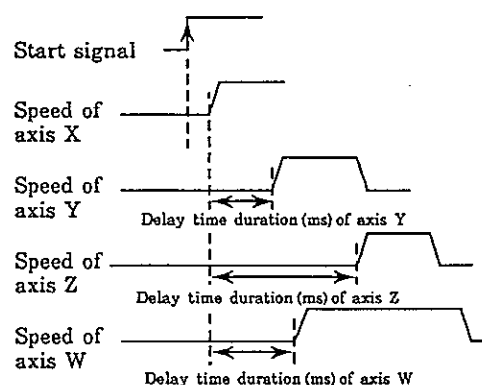 Start signal
Speed of
axis X
Speed of
axis Y
Delay time duration(ms) of axis Y
Speed of
axis Z
Delay time duration(ms) of axis Z
Speed of
axis W
Delay time duration(ms) of axis W